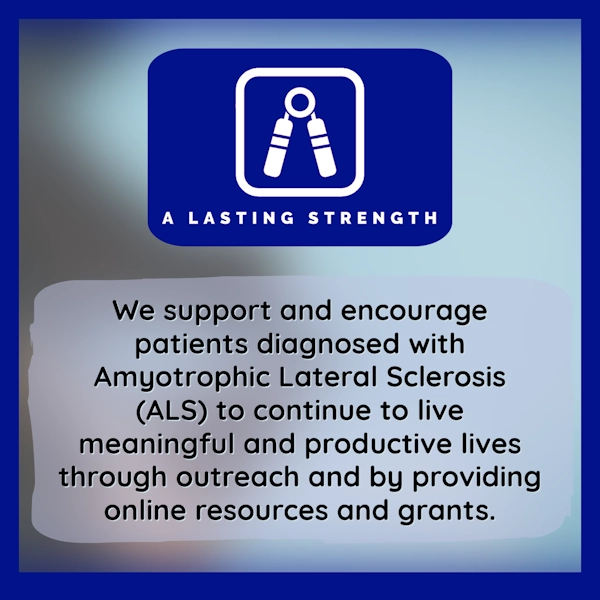 A LASTING STRENGTH
We support and encourage
patients diagnosed with
Amyotrophic Lateral Sclerosis
(ALS) to continue to live
meaningful and productive lives
through outreach and by providing
online resources and grants.